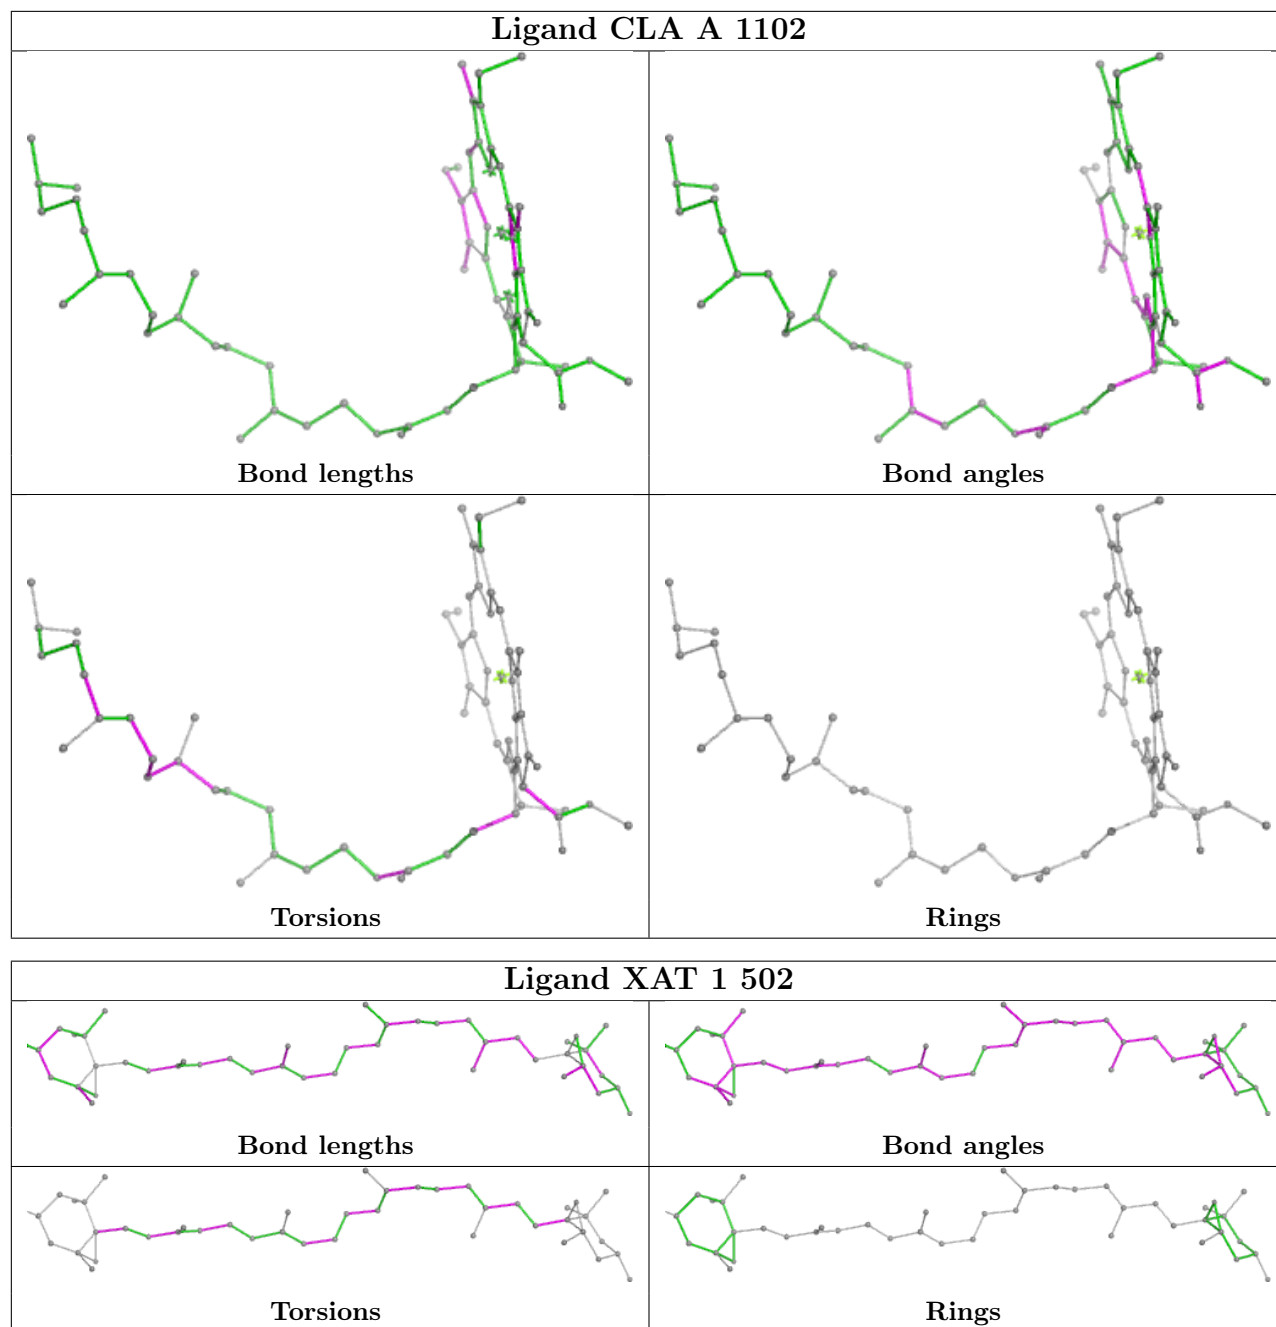 Ligand CLA A 1102
Bond lengths
Bond angles
Torsions
Rings
Ligand XAT 1 502
Bond lengths
Bond angles
Torsions
Rings